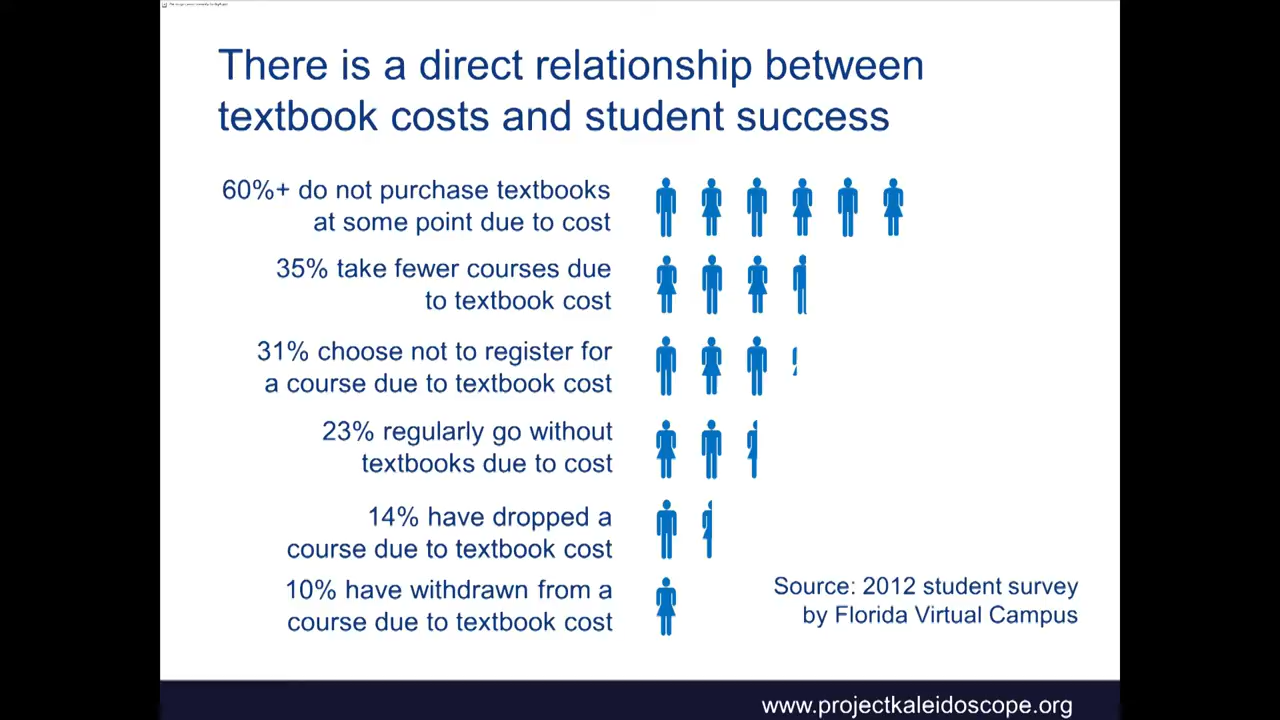 There is a direct relationship between
textbook costs and student success
60%+ do not purchase textbooks
at some point due to cost
35% take fewer courses due
to textbook cost
31% choose not to register for
a course due to textbook cost
23% regularly go without
textbooks due to cost
14% have dropped a
course due to textbook cost
10% have withdrawn from a
course due to textbook cost
Source: 2012 student survey
by Florida Virtual Campus
www.projectkaleidoscope.org